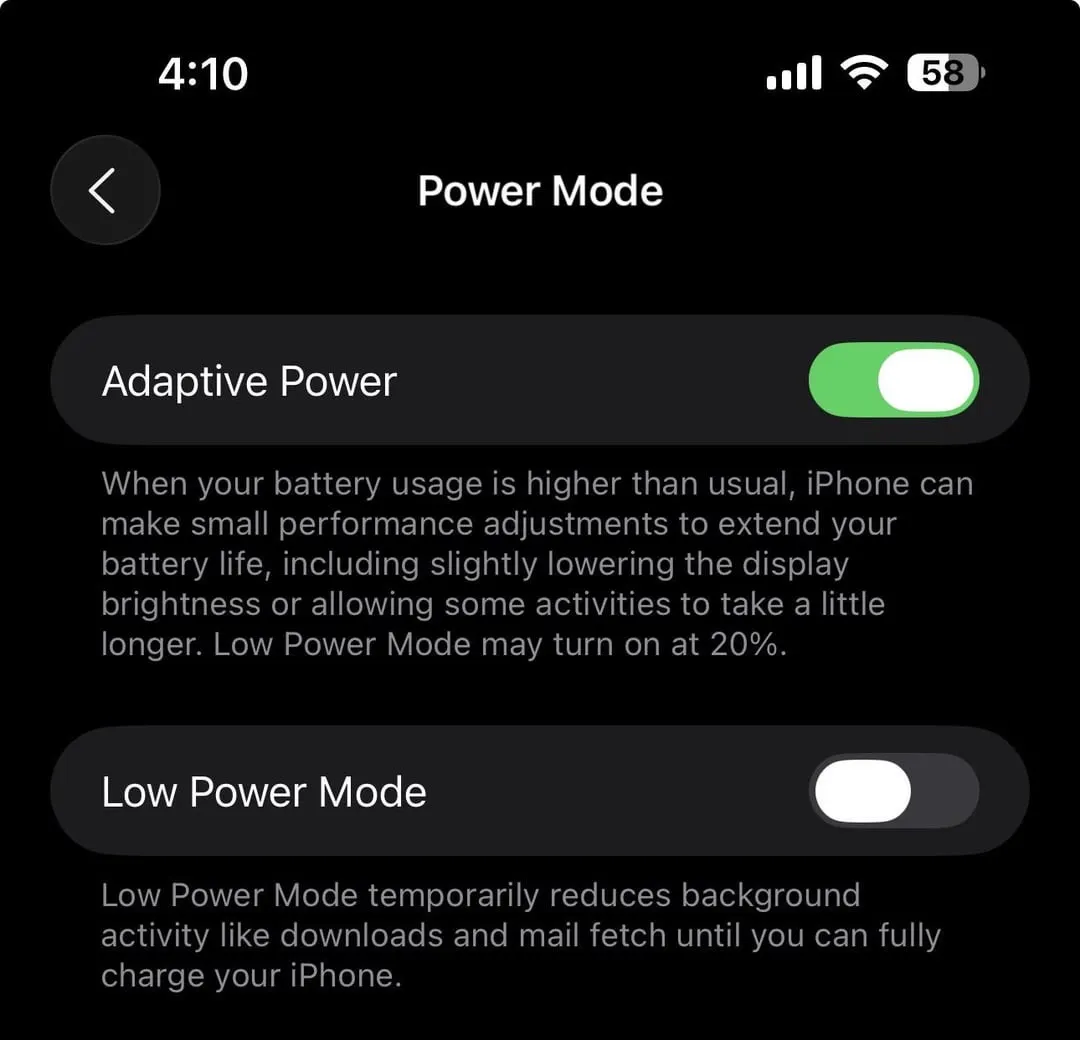 4:10
58
Power Mode
Adaptive Power
When your battery usage is higher than usual, iPhone can
make small performance adjustments to extend your
battery life, including slightly lowering the display
brightness or allowing some activities to take a little
longer. Low Power Mode may turn on at 20%.
Low Power Mode
Low Power Mode temporarily reduces background
activity like downloads and mail fetch until you can fully
charge your iPhone.